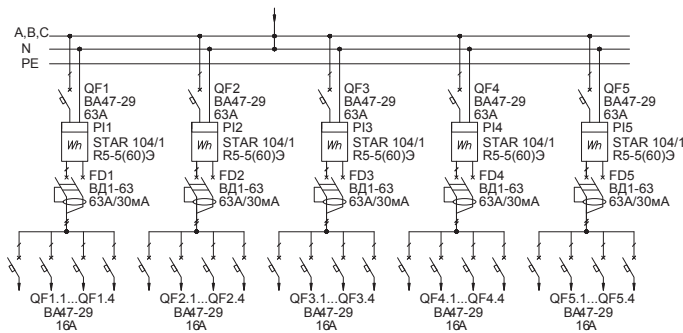 A,B,C
N
PE
QF1
ВА47-29
63А
QF2
ВА47-29
63А
QF3
ВА47-29
63А
QF4
ВА47-29
63А
QF5
ВА47-29
63А
Wh
PI1
STAR 104/1
R5-5(60)Э
Wh
PI2
STAR 104/1
R5-5(60)Э
Wh
PI3
STAR 104/1
R5-5(60)Э
Wh
PI4
STAR 104/1
R5-5(60)Э
Wh
PI5
STAR 104/1
R5-5(60)Э
FD1
ВД1-63
63А/30мА
FD2
ВД1-63
63А/30мА
FD3
ВД1-63
63А/30мА
FD4
ВД1-63
63А/30мА
FD5
ВД1-63
63А/30мА
QF1.1...QF1.4
ВА47-29
16А
QF2.1...QF2.4
ВА47-29
16А
QF3.1...QF3.4
ВА47-29
16А
QF4.1...QF4.4
ВА47-29
16А
QF5.1...QF5.4
ВА47-29
16А